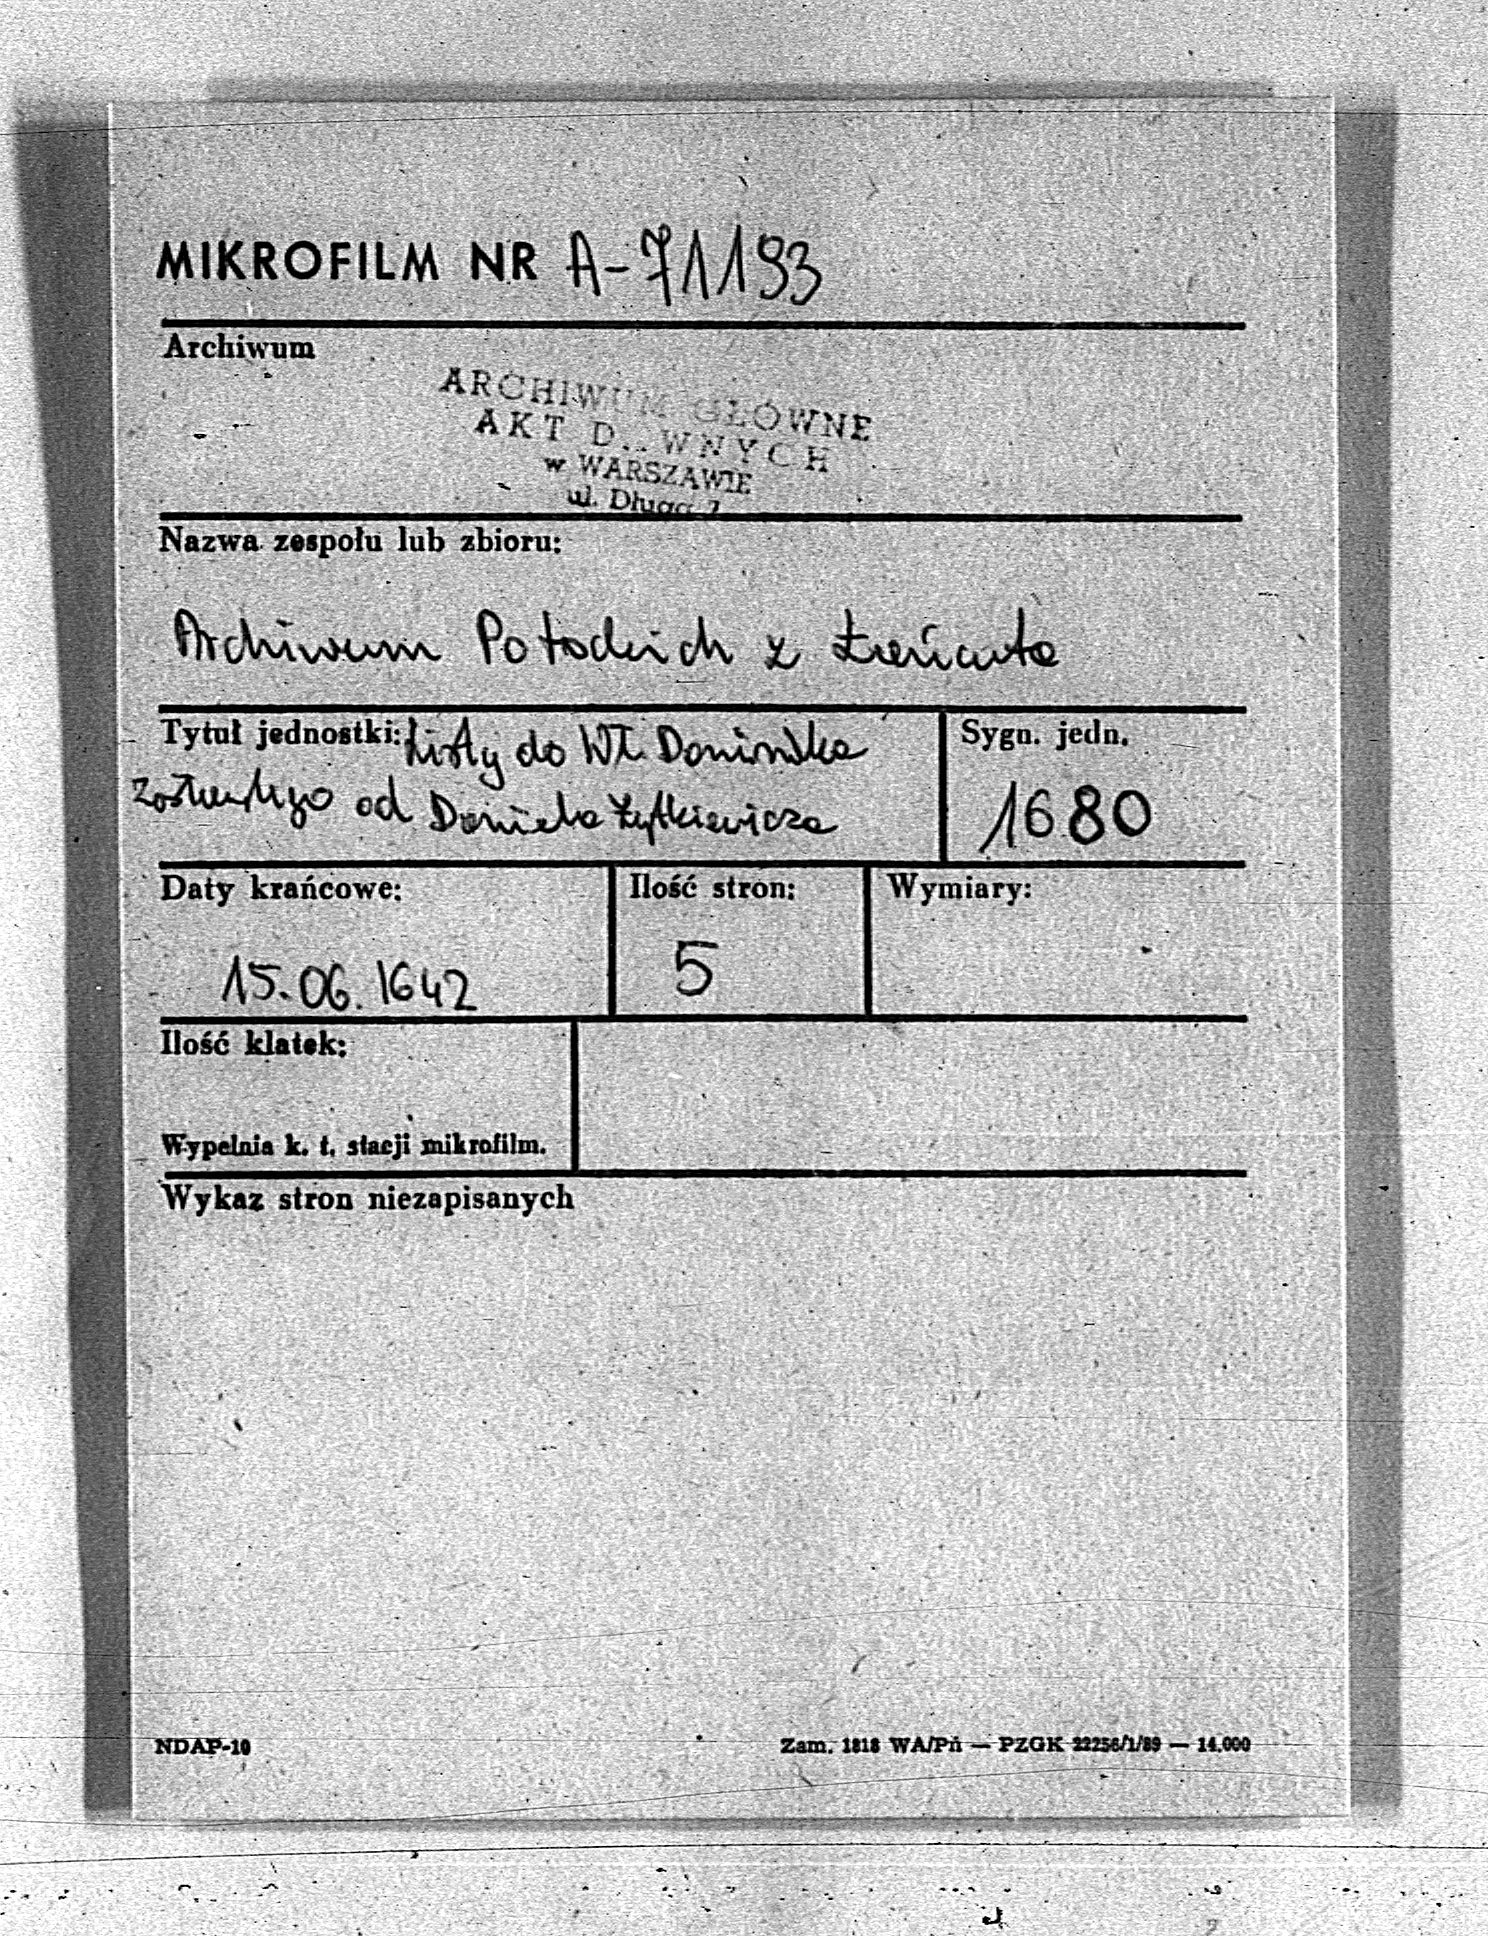 MIKROFILM NR A-71193
Archiwum
ARCHIWUM GŁÓWNE
AKT D..WNYCH
w WARSZAWIE
ul. Długa 7
Nazwa zespołu lub zbioru:
Archiwum Potockich z Łańcuta
Tytuł jednostki: Listy do Wł. Dominika
Sygn. jedn.
Zasławskiego od Daniela Żytkiewicza
1680
Daty krańcowe:
Ilość stron:
Wymiary:
15.06.1642
5
Ilość klatek:
Wypełnia k. t. stacji mikrofilm.
Wykaz stron niezapisanych
NDAP-10
Zam. 1818 WA/Pń — PZGK 22256/1/89 — 14.000